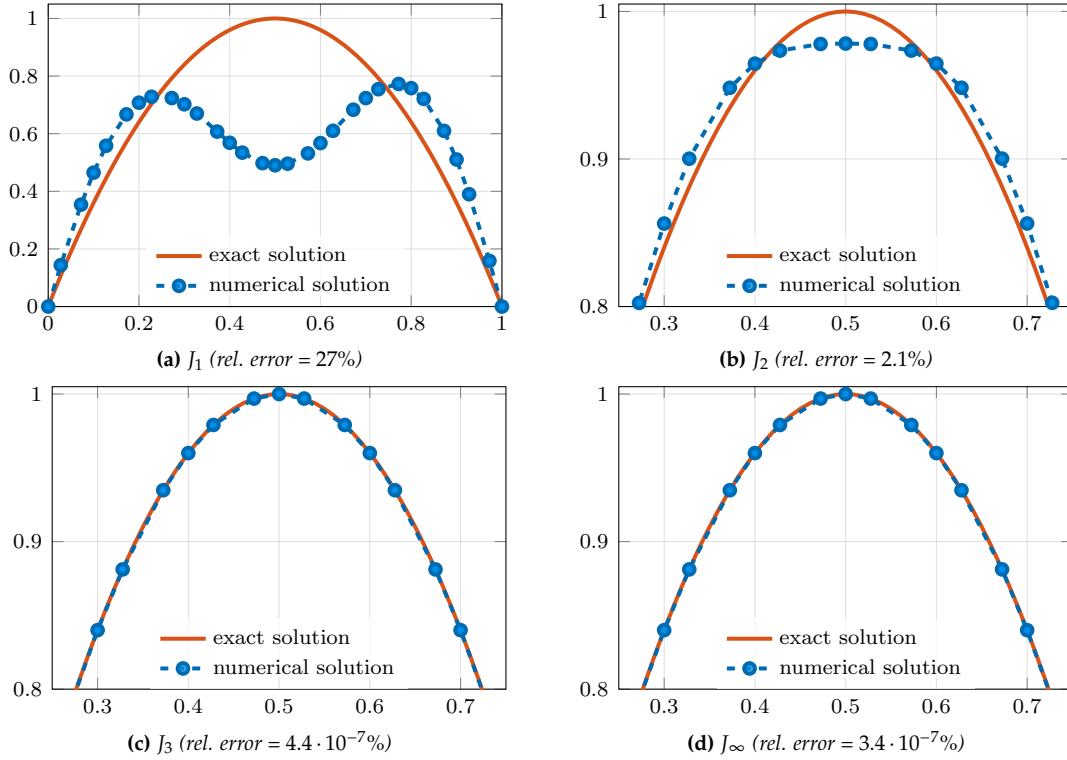 1
0.8
0.6
0.4
0.2
0
0 0.2 0.4 0.6 0.8 1
exact solution
numerical solution
(a) J₁ (rel. error = 27%)
1
0.9
0.8
0.3 0.4 0.5 0.6 0.7
exact solution
numerical solution
(b) J₂ (rel. error = 2.1%)
1
0.9
0.8
0.3 0.4 0.5 0.6 0.7
exact solution
numerical solution
(c) J₃ (rel. error = 4.4 · 10⁻⁷%)
1
0.9
0.8
0.3 0.4 0.5 0.6 0.7
exact solution
numerical solution
(d) J∞ (rel. error = 3.4 · 10⁻⁷%)